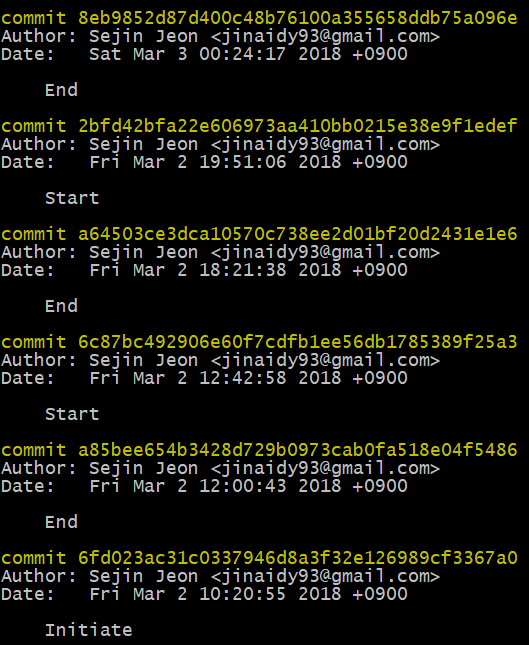 commit 8eb9852d87d400c48b76100a355658ddb75a096e
Author: Sejin Jeon <jinaidy93@gmail.com>
Date:   Sat Mar 3 00:24:17 2018 +0900
    End
commit 2bfd42bfa22e606973aa410bb0215e38e9f1edef
Author: Sejin Jeon <jinaidy93@gmail.com>
Date:   Fri Mar 2 19:51:06 2018 +0900
    Start
commit a64503ce3dca10570c738ee2d01bf20d2431e1e6
Author: Sejin Jeon <jinaidy93@gmail.com>
Date:   Fri Mar 2 18:21:38 2018 +0900
    End
commit 6c87bc492906e60f7cdfb1ee56db1785389f25a3
Author: Sejin Jeon <jinaidy93@gmail.com>
Date:   Fri Mar 2 12:42:58 2018 +0900
    Start
commit a85bee654b3428d729b0973cab0fa518e04f5486
Author: Sejin Jeon <jinaidy93@gmail.com>
Date:   Fri Mar 2 12:00:43 2018 +0900
    End
commit 6fd023ac31c0337946d8a3f32e126989cf3367a0
Author: Sejin Jeon <jinaidy93@gmail.com>
Date:   Fri Mar 2 10:20:55 2018 +0900
    Initiate